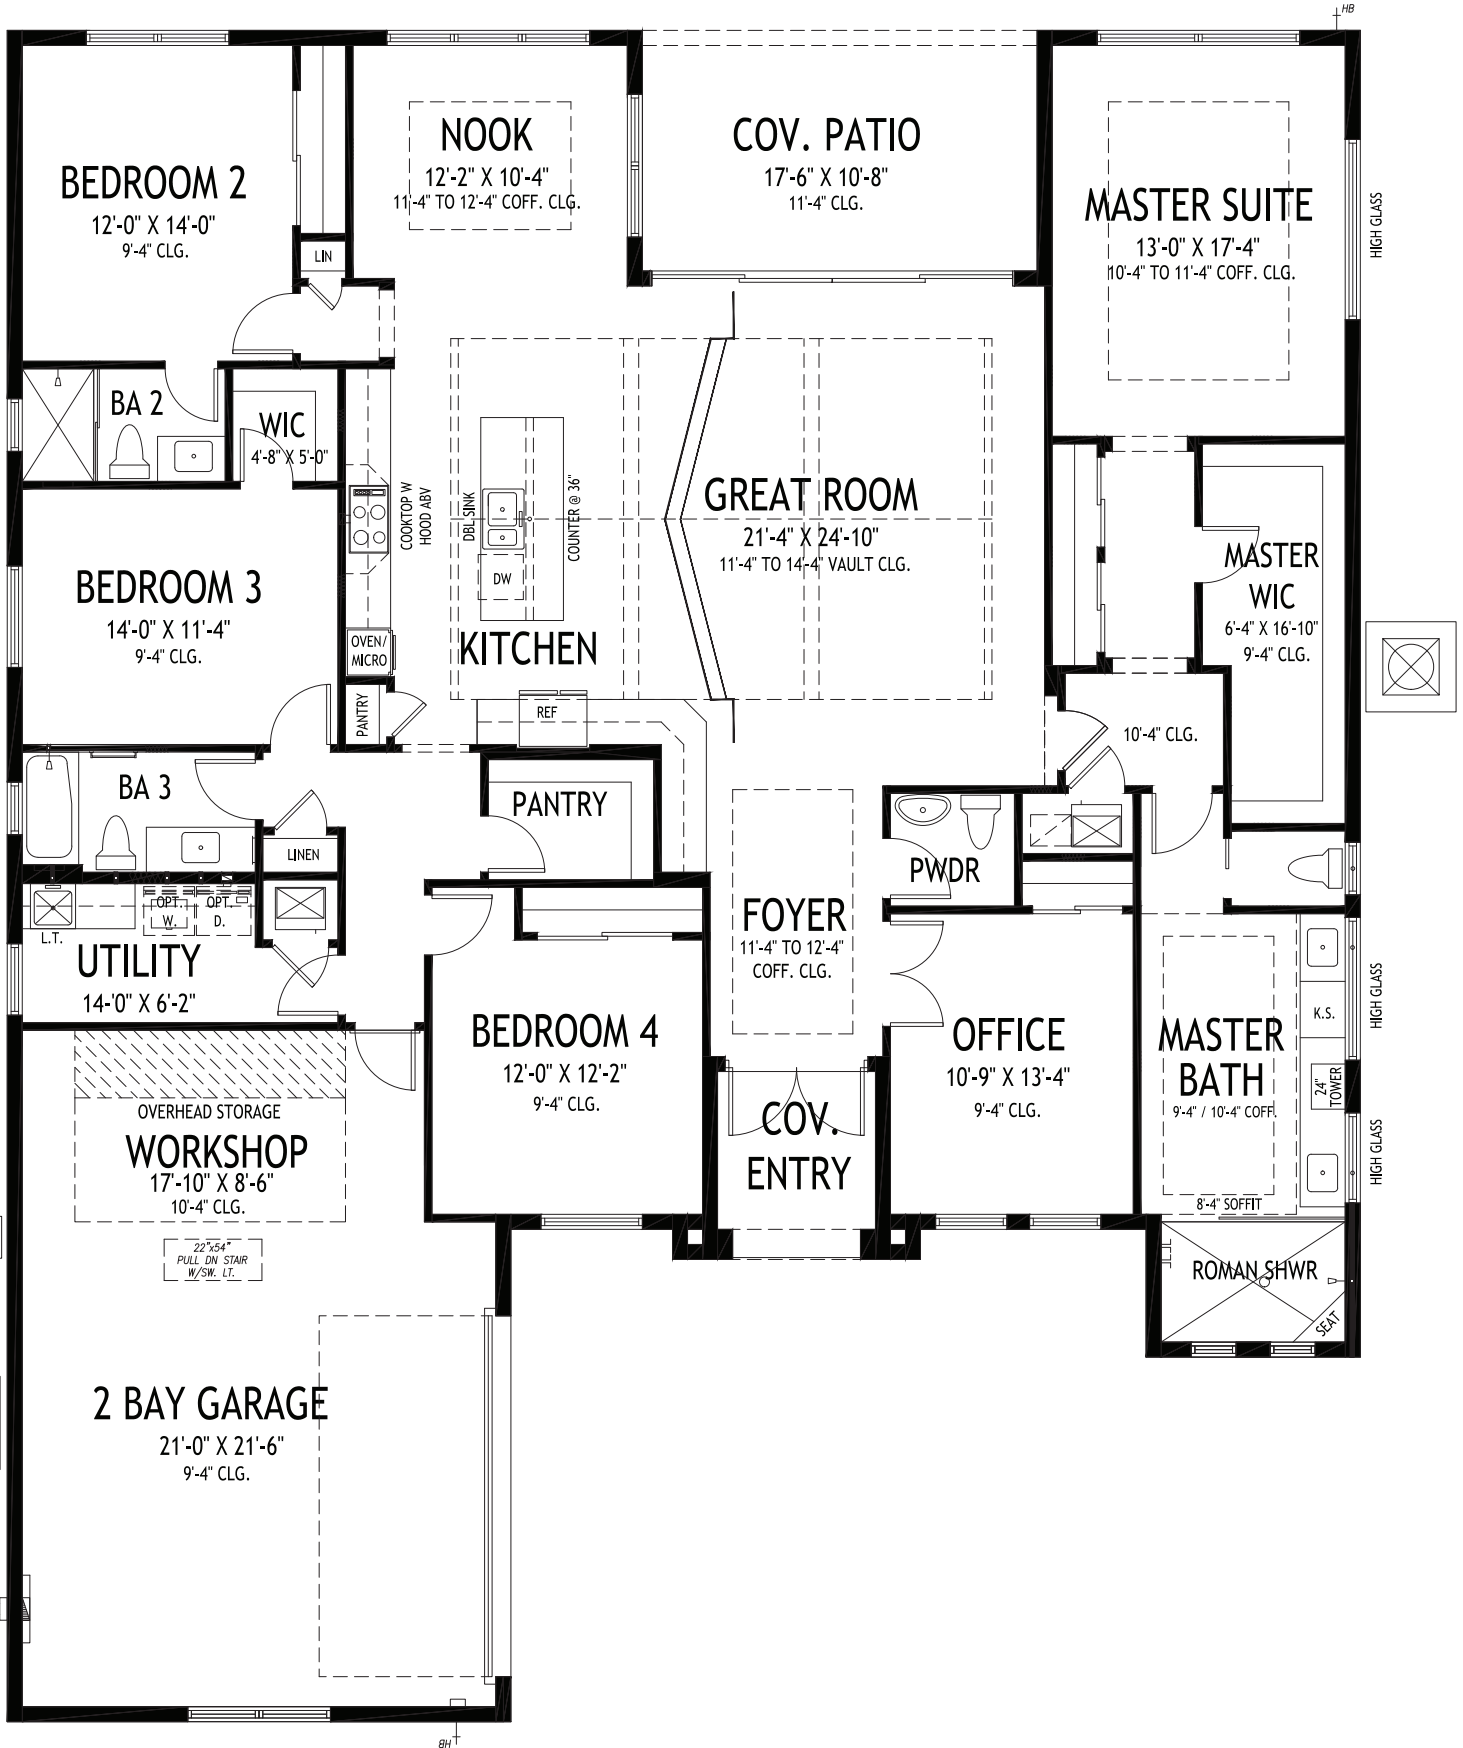 HB
NOOK
12'-2" X 10'-4"
11'-4" TO 12'-4" COFF. CLG.
COV. PATIO
17'-6" X 10'-8"
11'-4" CLG.
BEDROOM 2
12'-0" X 14'-0"
9'-4" CLG.
LIN
MASTER SUITE
13'-0" X 17'-4"
10'-4" TO 11'-4" COFF. CLG.
HIGH GLASS
BA 2
WIC
4'-8" X 5'-0"
COOKTOP W
HOOD ABV
DBL SINK
DW
COUNTER @ 36"
GREAT ROOM
21'-4" X 24'-10"
11'-4" TO 14'-4" VAULT CLG.
MASTER
WIC
6'-4" X 16'-10"
9'-4" CLG.
BEDROOM 3
14'-0" X 11'-4"
9'-4" CLG.
OVEN/
MICRO
KITCHEN
PANTRY
REF
10'-4" CLG.
BA 3
PANTRY
LINEN
PWDR
OPT.
W.
OPT.
D.
L.T.
UTILITY
14'-0" X 6'-2"
FOYER
11'-4" TO 12'-4"
COFF. CLG.
HIGH GLASS
K.S.
BEDROOM 4
12'-0" X 12'-2"
9'-4" CLG.
OFFICE
10'-9" X 13'-4"
9'-4" CLG.
MASTER
BATH
9'-4" / 10'-4" COFF.
24"
TOWER
OVERHEAD STORAGE
WORKSHOP
17'-10" X 8'-6"
10'-4" CLG.
COV.
ENTRY
HIGH GLASS
8'-4" SOFFIT
22"x54"
PULL DN STAIR
W/SW. LT.
ROMAN SHWR
SEAT
2 BAY GARAGE
21'-0" X 21'-6"
9'-4" CLG.
HB